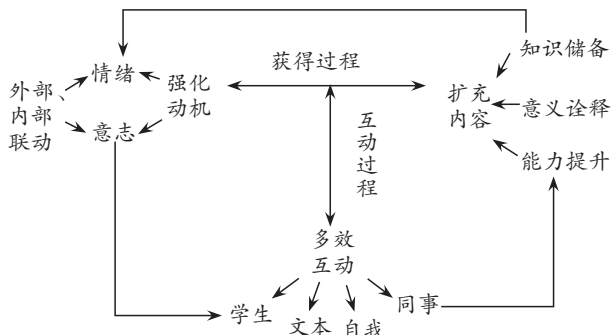 知识储备
获得过程
情绪
强化
动机
外部、
内部
联动
意志
扩充
内容
意义诠释
能力提升
互动过程
多效
互动
学生
文本
自我
同事